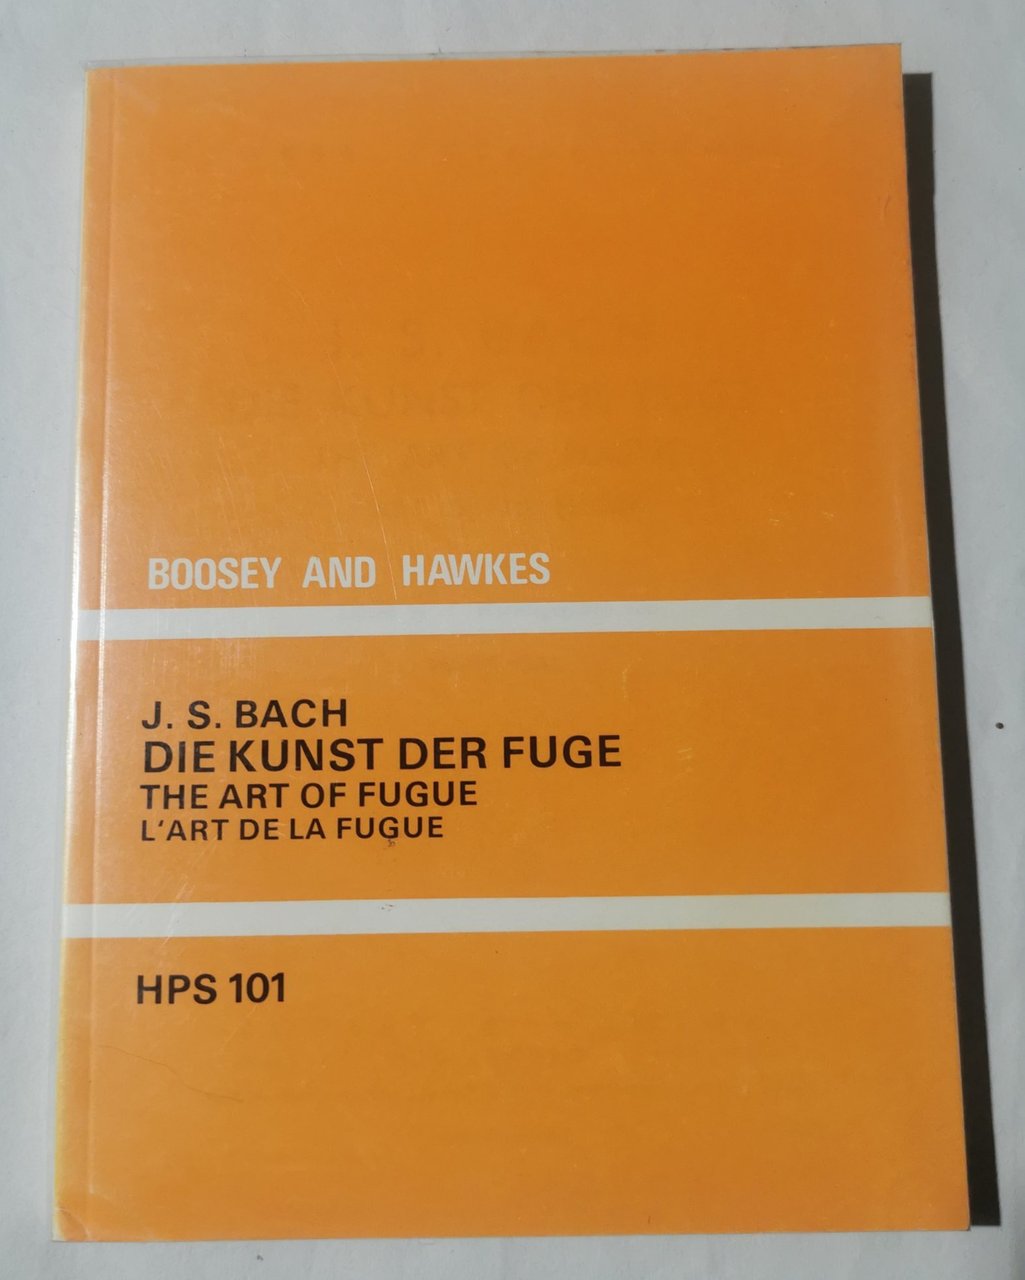 BOOSEY AND HAWKES
J. S. BACH
DIE KUNST DER FUGE
THE ART OF FUGUE
L'ART DE LA FUGUE
HPS 101